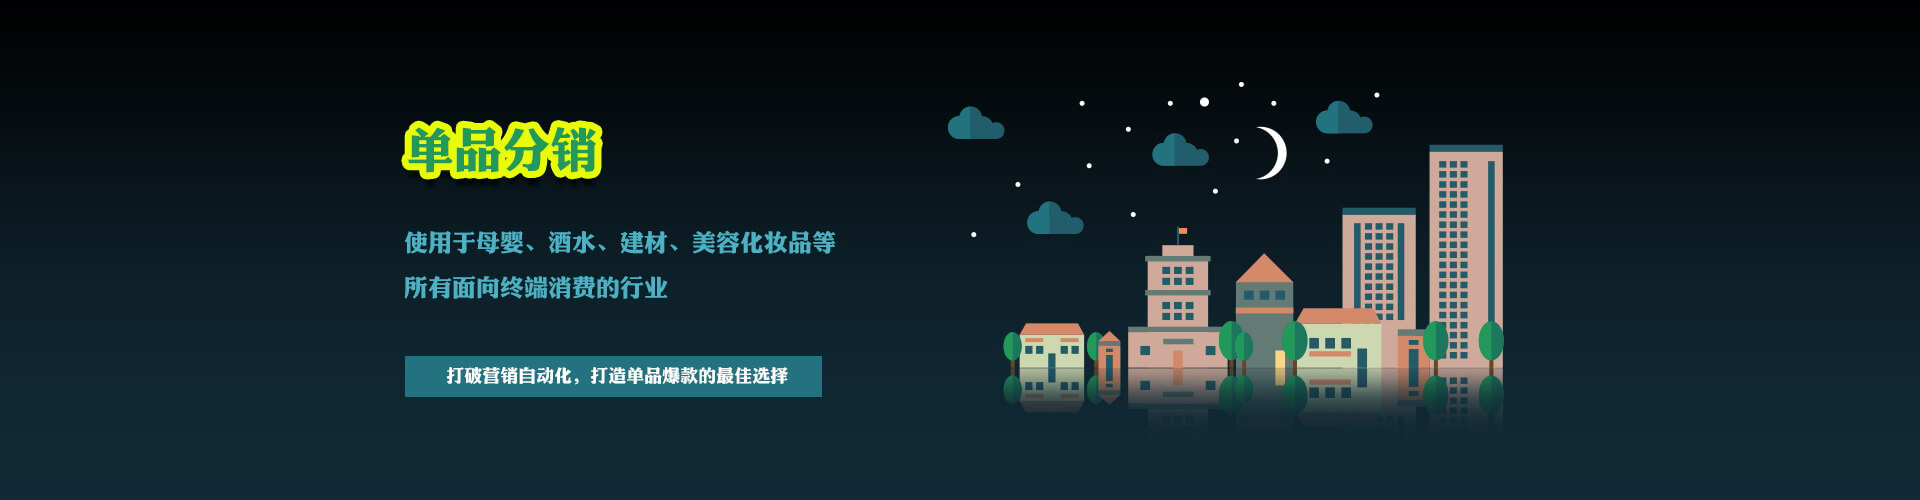 单品分销
使用于母婴、酒水、建材、美容化妆品等
所有面向终端消费的行业
打破营销自动化，打造单品爆款的最佳选择